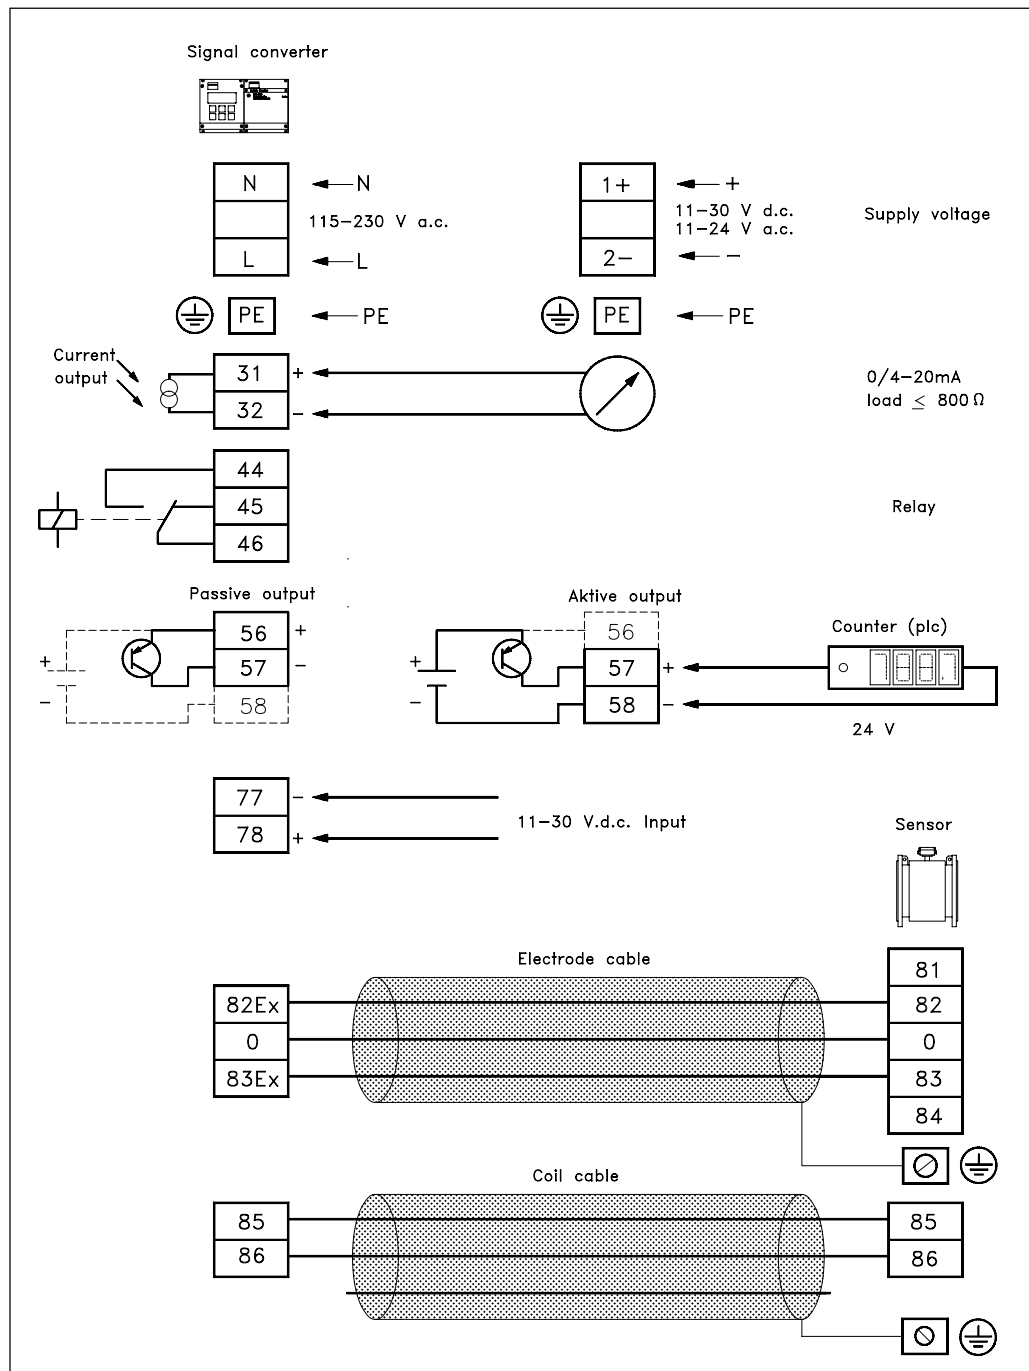 Signal converter
N
N
1+
+
115–230 V a.c.
11–30 V d.c.
11–24 V a.c.
Supply voltage
L
L
2–
–
PE
PE
PE
PE
Current
output
31
+
32
–
0/4–20mA
load ≤ 800 Ω
44
45
46
Relay
Passive output
Aktive output
56
+
57
–
58
+
–
56
57
+
58
–
+
–
Counter (plc)
24 V
77
–
78
+
11–30 V.d.c. Input
Sensor
Electrode cable
81
82Ex
82
0
0
83Ex
83
84
Coil cable
85
85
86
86